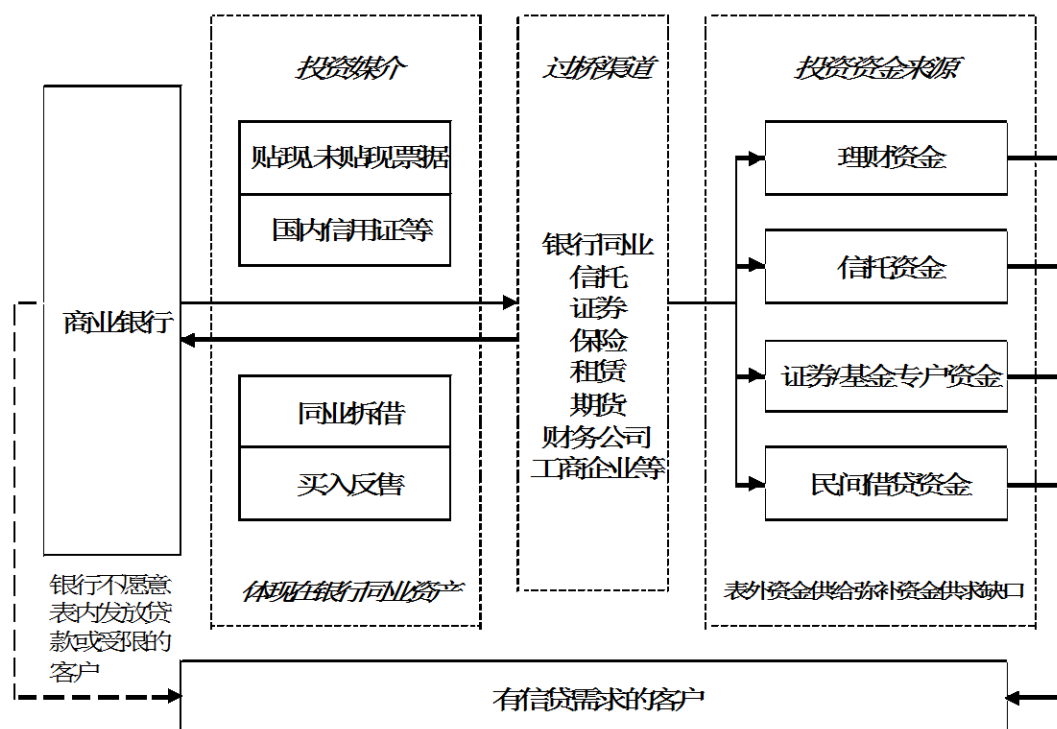 投资媒介
过桥渠道
投资资金来源
贴现、未贴现票据
国内信用证等
商业银行
同业拆借
买入反售
体现在银行同业资产
银行同业
信托
证券
保险
租赁
期货
财务公司
工商企业等
理财资金
信托资金
证券/基金专户资金
民间借贷资金
表外资金供给弥补资金供求缺口
银行不愿意
表内发放贷
款或受限的
客户
有信贷需求的客户